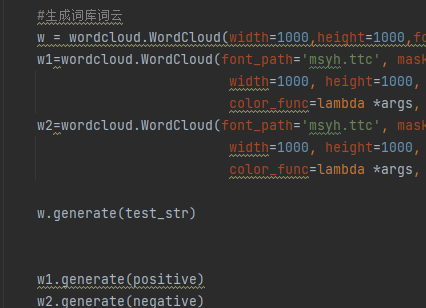 #生成词库词云
w = wordcloud.WordCloud(width=1000,height=1000,fo
w1=wordcloud.WordCloud(font_path='msyh.ttc', mask
width=1000, height=1000,
color_func=lambda *args,
w2=wordcloud.WordCloud(font_path='msyh.ttc', mask
width=1000, height=1000,
color_func=lambda *args,
w.generate(test_str)
w1.generate(positive)
w2.generate(negative)